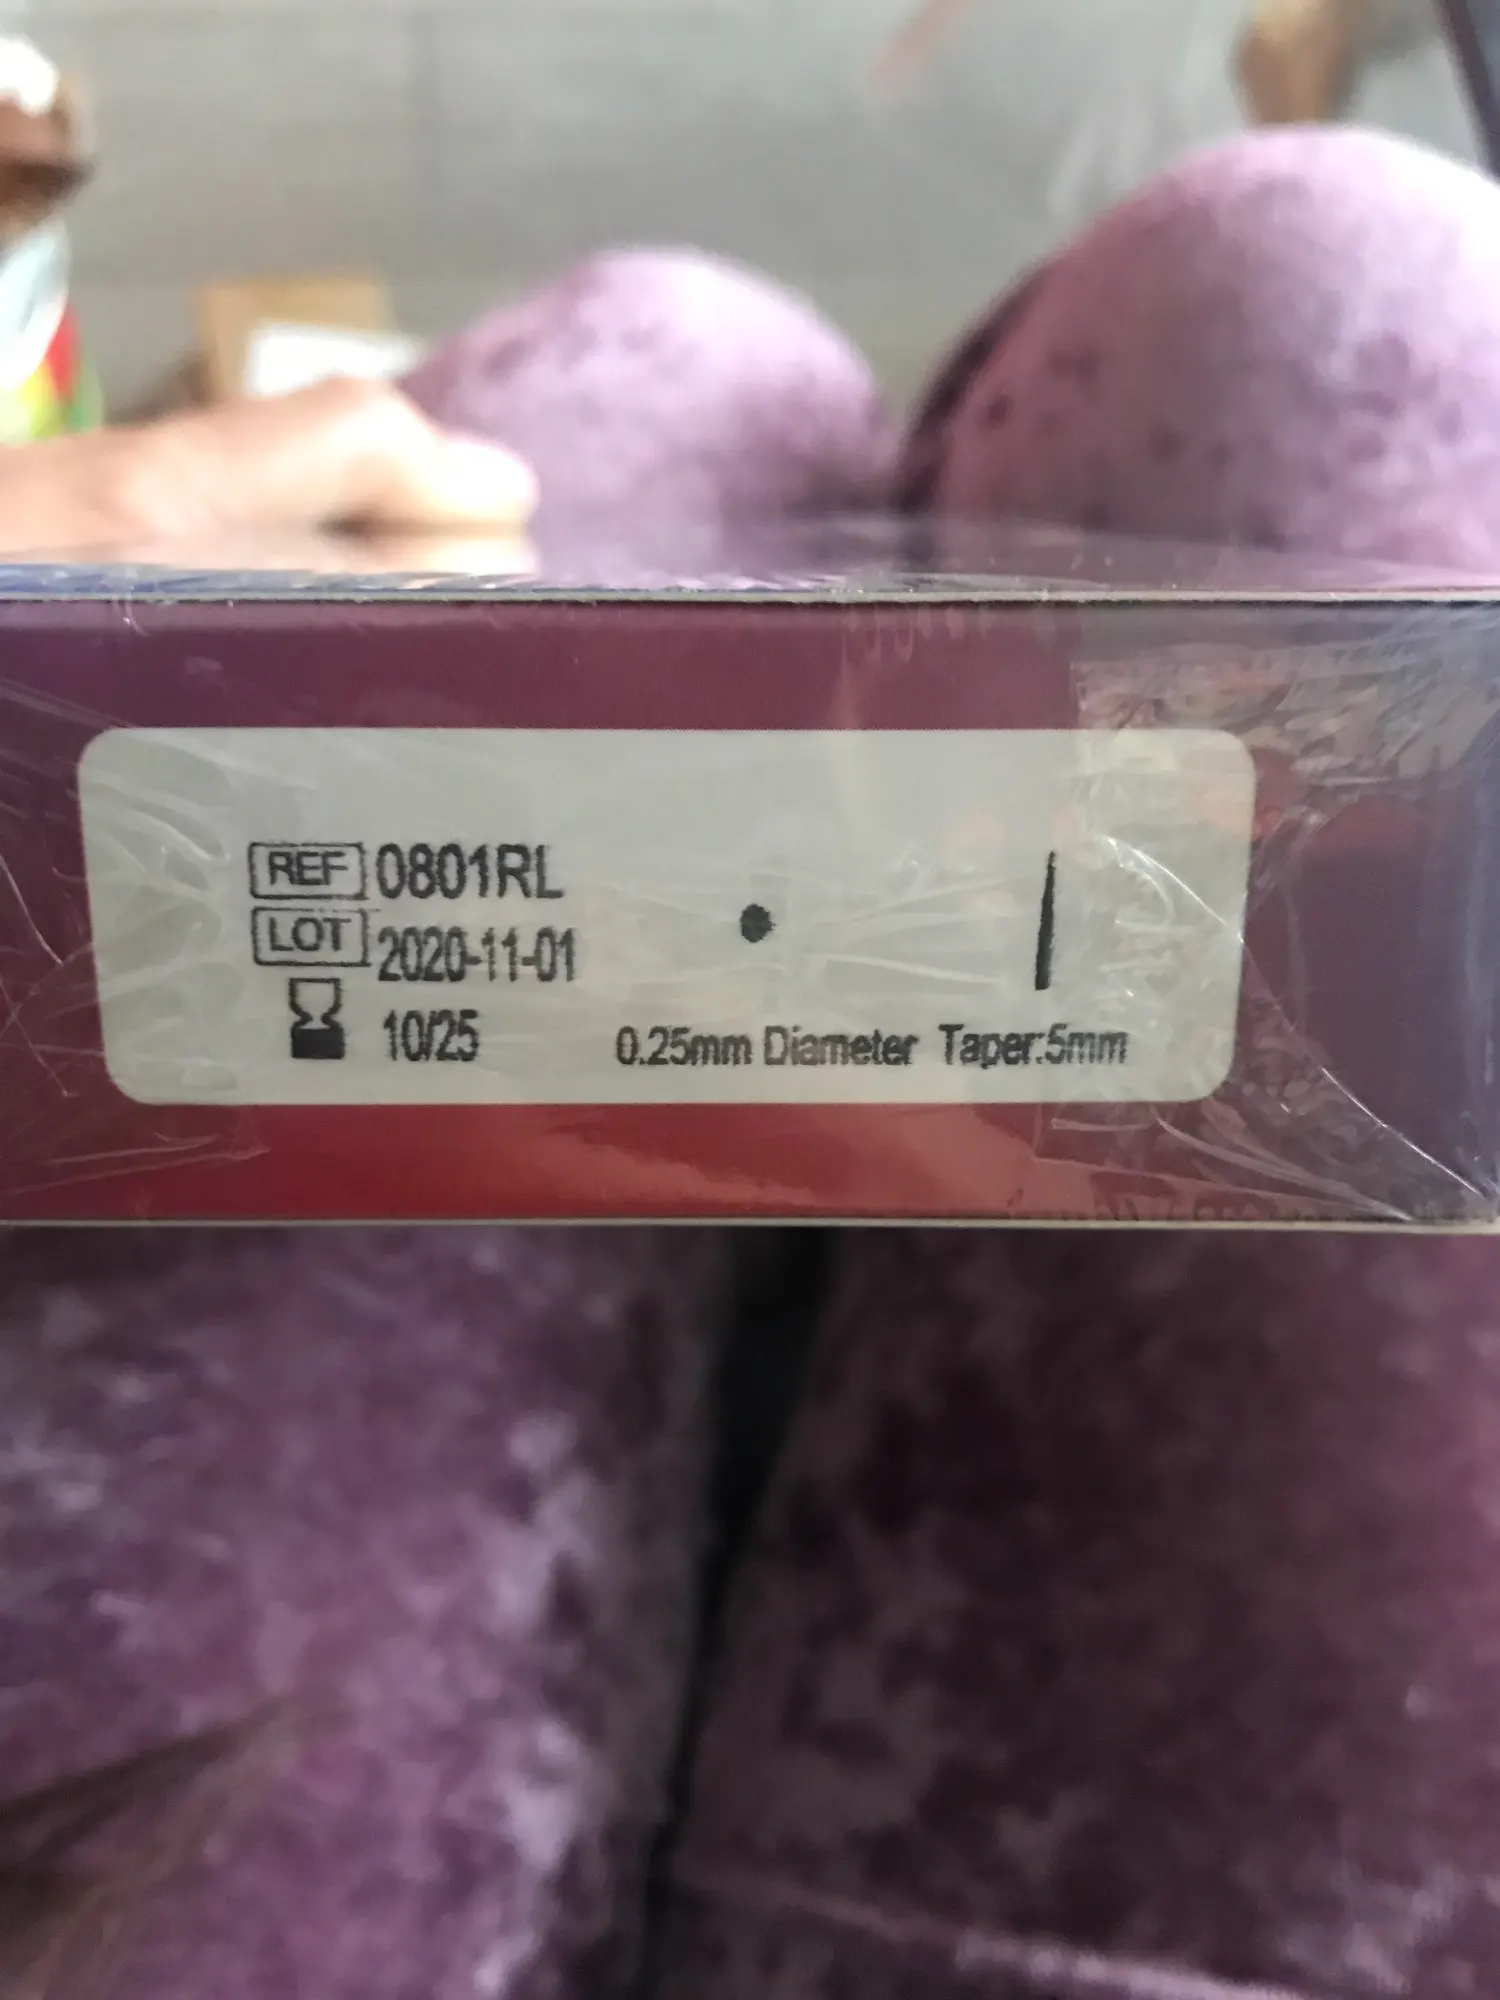 REF 0801RL
LOT 2020-11-01
10/25
0.25mm Diameter Taper:5mm